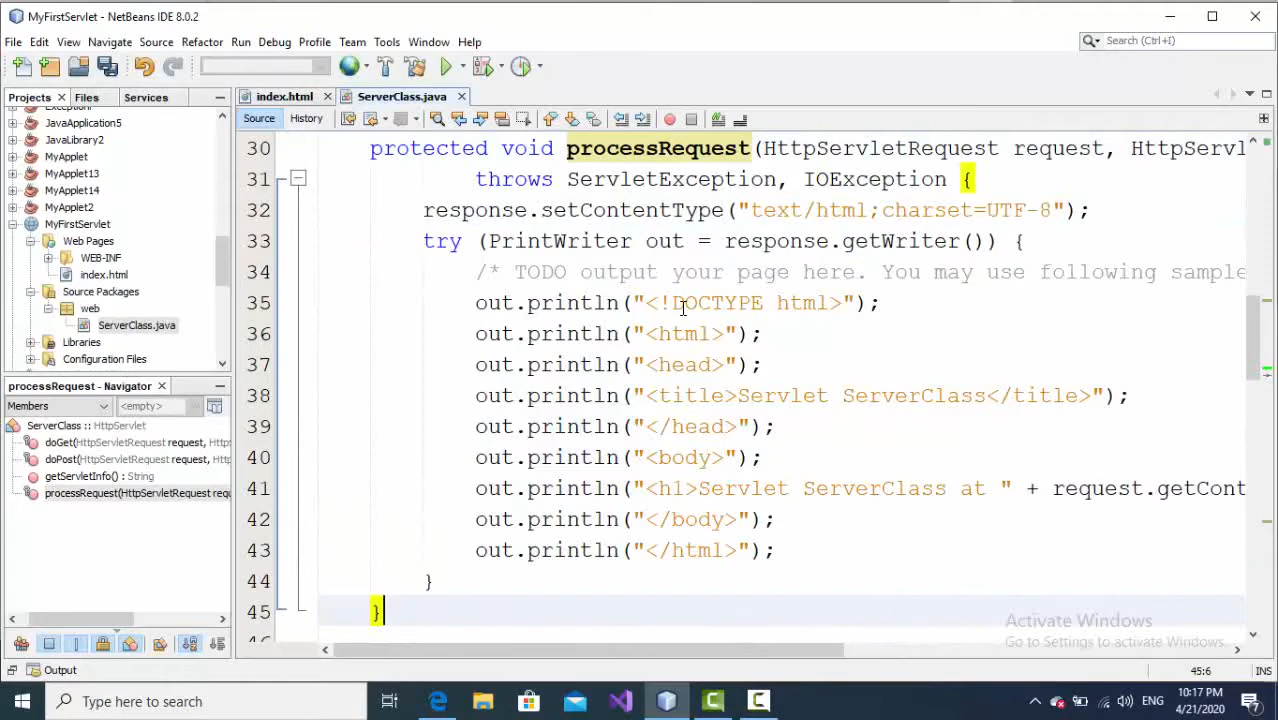 MyFirstServlet - NetBeans IDE 8.0.2
File Edit View Navigate Source Refactor Run Debug Profile Team Tools Window Help
Search (Ctrl+I)
Projects Files Services
JavaApplication5
JavaLibrary2
MyApplet
MyApplet13
MyApplet14
MyApplet2
MyFirstServlet
Web Pages
WEB-INF
index.html
Source Packages
web
ServerClass.java
Libraries
Configuration Files
processRequest - Navigator
Members <empty>
ServerClass :: HttpServlet
doGet(HttpServletRequest request, Ht
doPost(HttpServletRequest request, H
getServletInfo() : String
processRequest(HttpServletRequest requ
index.html ServerClass.java
Source History
30 protected void processRequest(HttpServletRequest request, HttpServl
31 throws ServletException, IOException {
32 response.setContentType("text/html;charset=UTF-8");
33 try (PrintWriter out = response.getWriter()) {
34 /* TODO output your page here. You may use following sample
35 out.println("<!DOCTYPE html>");
36 out.println("<html>");
37 out.println("<head>");
38 out.println("<title>Servlet ServerClass</title>");
39 out.println("</head>");
40 out.println("<body>");
41 out.println("<h1>Servlet ServerClass at " + request.getCont
42 out.println("</body>");
43 out.println("</html>");
44 }
45 }
Activate Windows
Go to Settings to activate Windows.
Output
45:6 INS
Type here to search
ENG
10:17 PM
4/21/2020
7